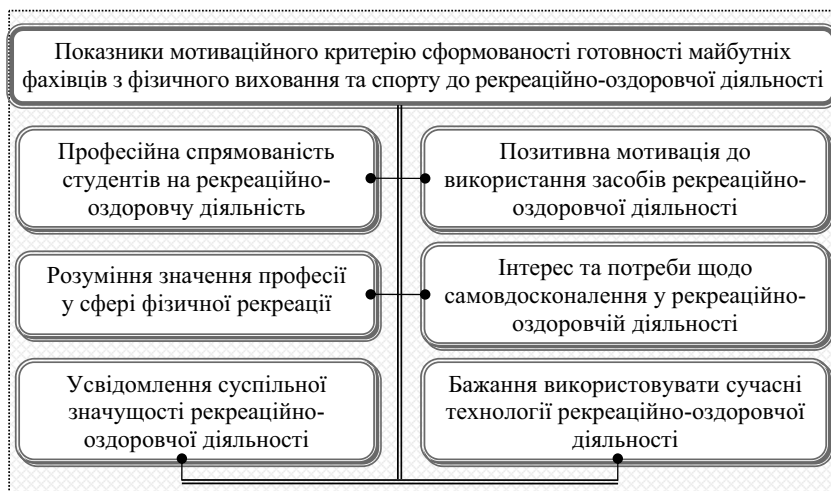 Показники мотиваційного критерію сформованості готовності майбутніх
фахівців з фізичного виховання та спорту до рекреаційно-оздоровчої діяльності
Професійна спрямованість
студентів на рекреаційно-
оздоровчу діяльність
Позитивна мотивація до
використання засобів рекреаційно-
оздоровчої діяльності
Розуміння значення професії
у сфері фізичної рекреації
Інтерес та потреби щодо
самовдосконалення у рекреаційно-
оздоровчій діяльності
Усвідомлення суспільної
значущості рекреаційно-
оздоровчої діяльності
Бажання використовувати сучасні
технології рекреаційно-оздоровчої
діяльності